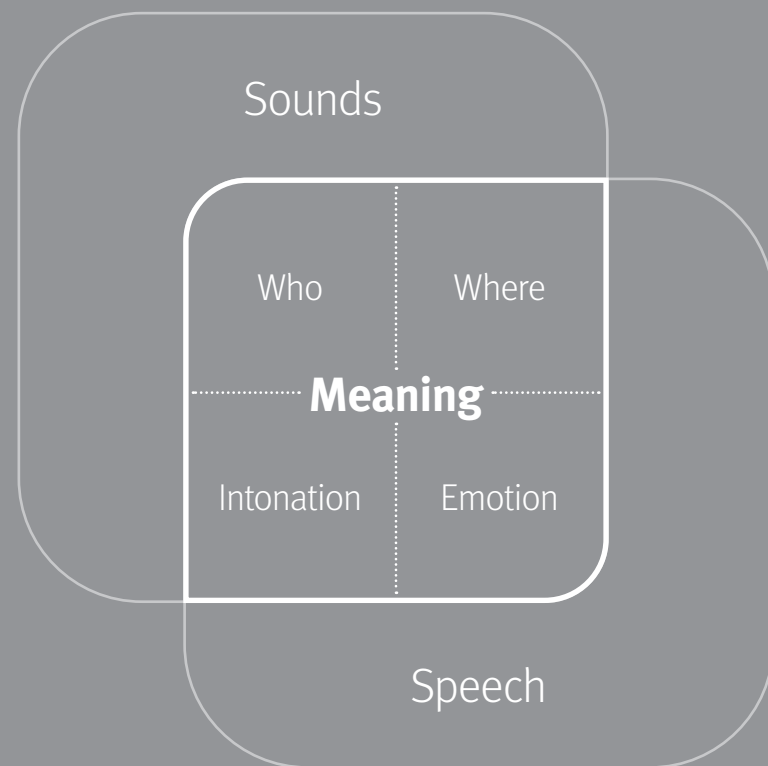 Sounds
Who
Where
Meaning
Intonation
Emotion
Speech